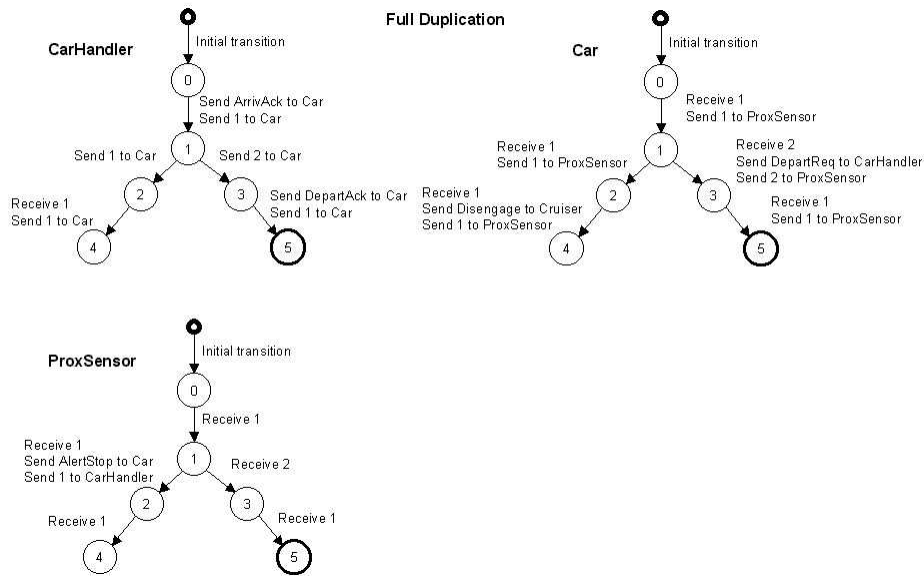 Full Duplication
CarHandler
Initial transition
0
Send ArrivAck to Car
Send 1 to Car
1
Send 1 to Car
Send 2 to Car
2
3
Receive 1
Send 1 to Car
Send DepartAck to Car
Send 1 to Car
4
5
Car
Initial transition
0
Receive 1
Send 1 to ProxSensor
1
Receive 1
Send 1 to ProxSensor
Receive 2
Send DepartReq to CarHandler
Send 2 to ProxSensor
2
3
Receive 1
Send Disengage to Cruiser
Send 1 to ProxSensor
Receive 1
Send 1 to ProxSensor
4
5
ProxSensor
Initial transition
0
Receive 1
1
Receive 1
Send AlertStop to Car
Send 1 to CarHandler
Receive 2
2
3
Receive 1
Receive 1
4
5